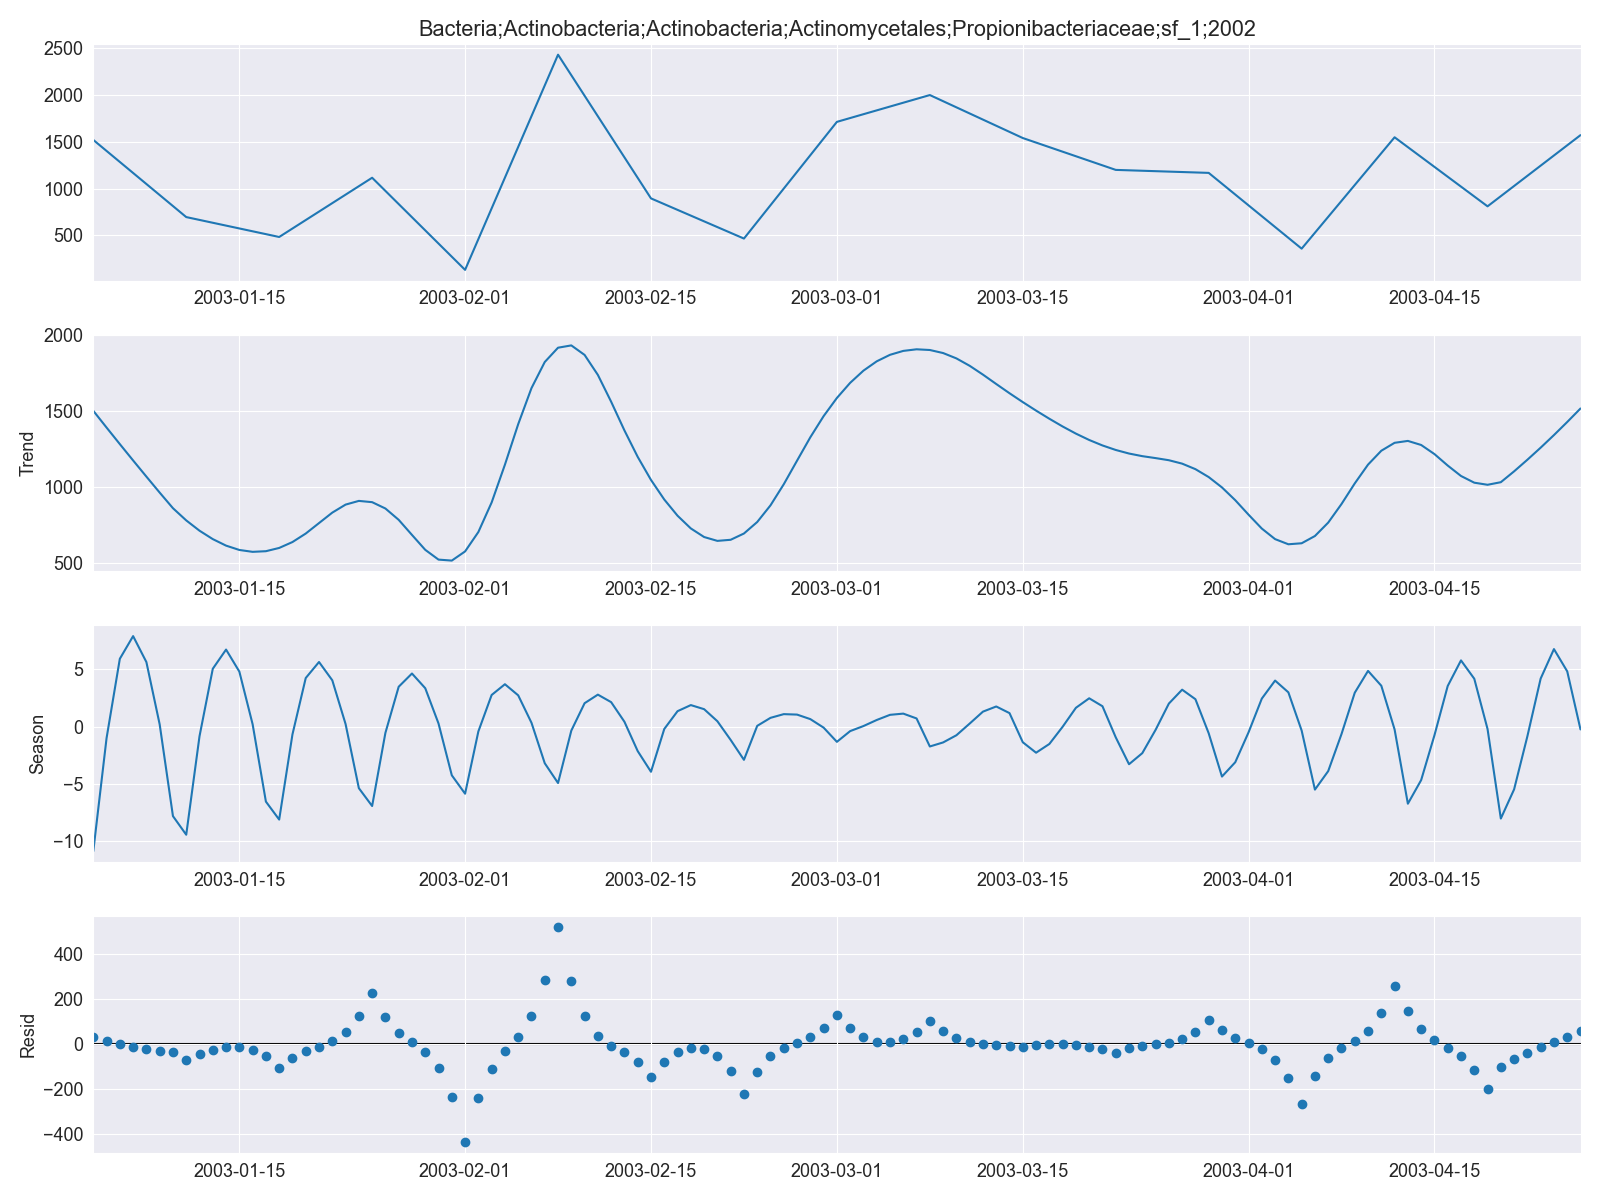 Bacteria;Actinobacteria;Actinobacteria;Actinomycetales;Propionibacteriaceae;sf_1;2002
2500
2000
1500
1000
500
2003-01-15 2003-02-01 2003-02-15 2003-03-01 2003-03-15 2003-04-01 2003-04-15
Trend
2000
1500
1000
500
2003-01-15 2003-02-01 2003-02-15 2003-03-01 2003-03-15 2003-04-01 2003-04-15
Season
5
0
−5
−10
2003-01-15 2003-02-01 2003-02-15 2003-03-01 2003-03-15 2003-04-01 2003-04-15
Resid
400
200
0
−200
−400
2003-01-15 2003-02-01 2003-02-15 2003-03-01 2003-03-15 2003-04-01 2003-04-15